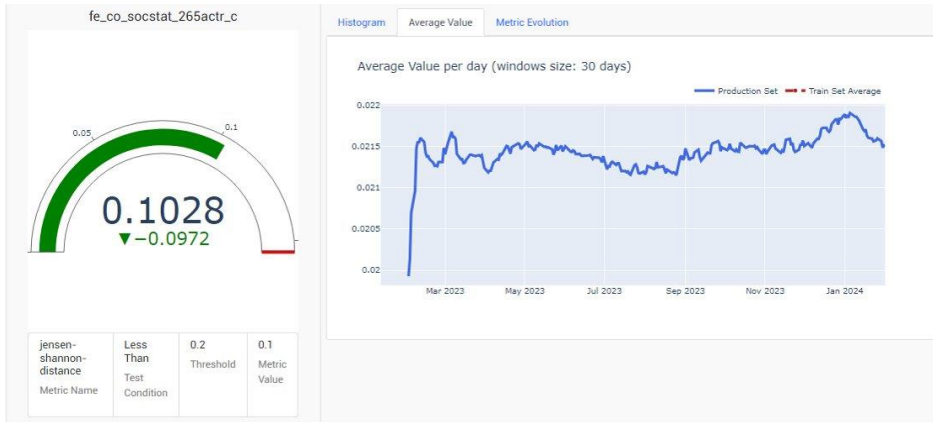 fe_co_socstat_265actr_c
0.05
0.1
0.1028
▼−0.0972
jensen-
shannon-
distance
Metric Name
Less
Than
Test
Condition
0.2
Threshold
0.1
Metric
Value
Histogram
Average Value
Metric Evolution
Average Value per day (windows size: 30 days)
Production Set
Train Set Average
0.022
0.0215
0.021
0.0205
0.02
Mar 2023
May 2023
Jul 2023
Sep 2023
Nov 2023
Jan 2024